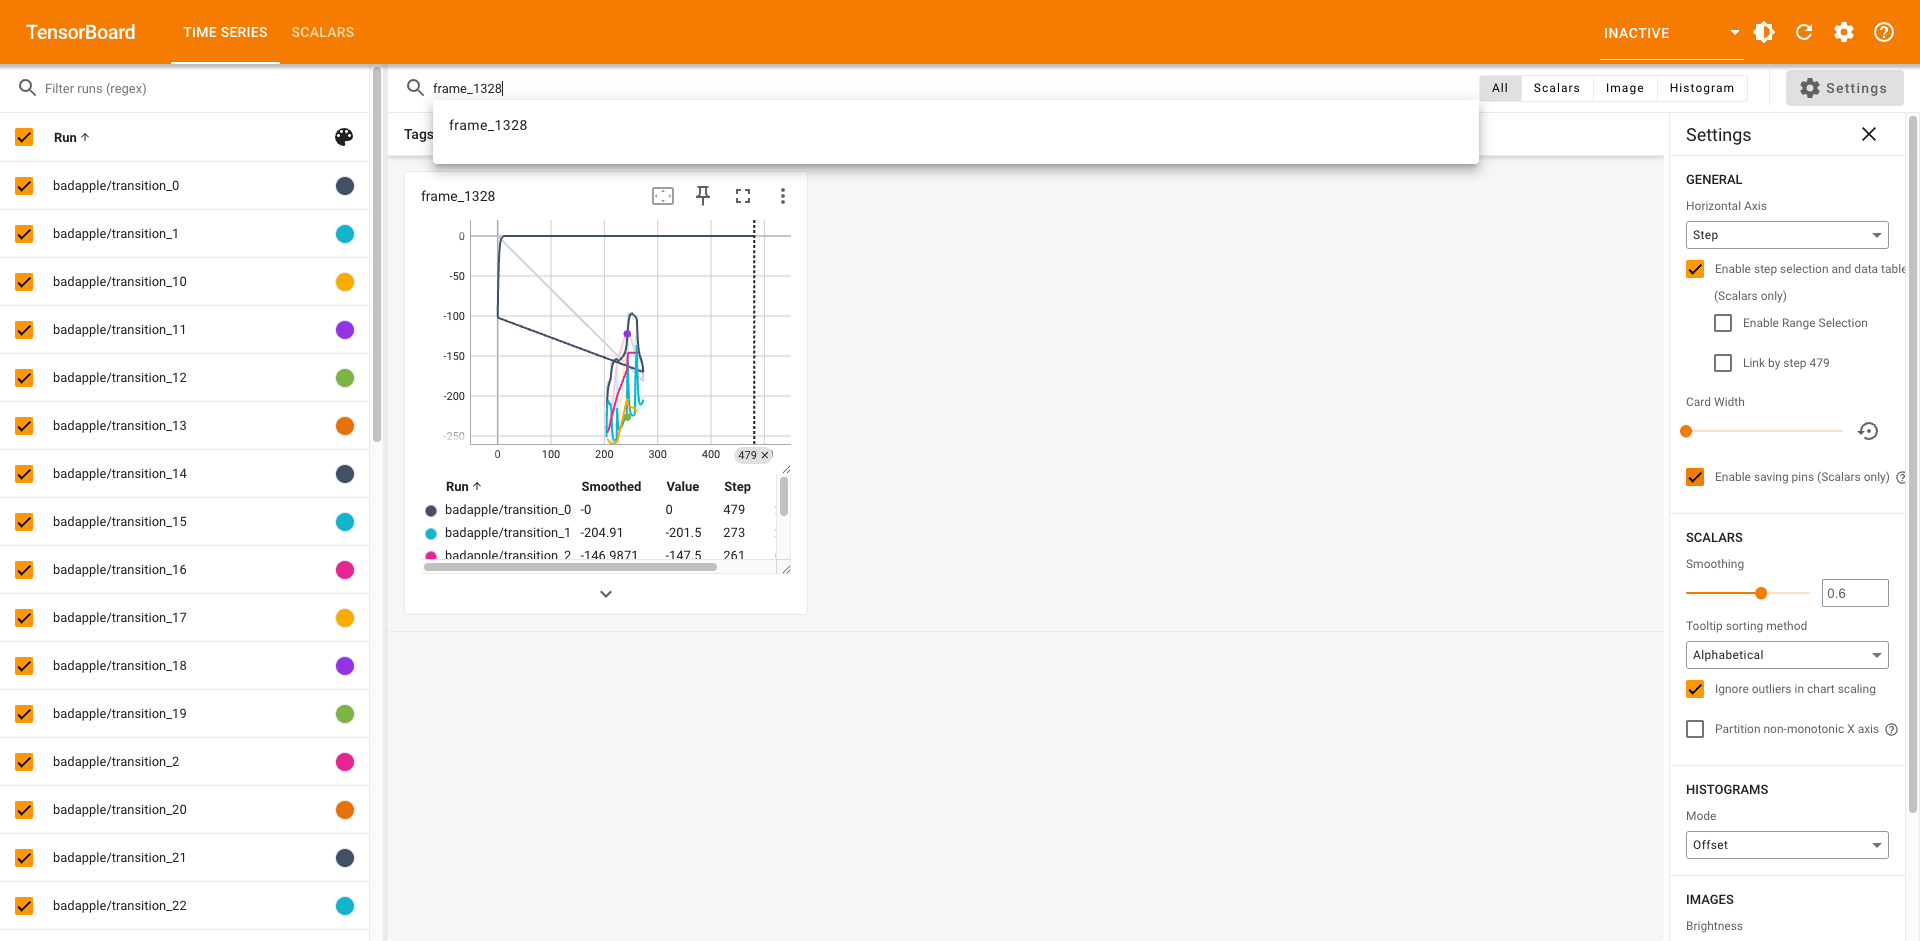 TensorBoard
TIME SERIES
SCALARS
INACTIVE
Filter runs (regex)
frame_1328
All
Scalars
Image
Histogram
Settings
frame_1328
Run
Tags
Settings
badapple/transition_0
badapple/transition_1
badapple/transition_10
badapple/transition_11
badapple/transition_12
badapple/transition_13
badapple/transition_14
badapple/transition_15
badapple/transition_16
badapple/transition_17
badapple/transition_18
badapple/transition_19
badapple/transition_2
badapple/transition_20
badapple/transition_21
badapple/transition_22
frame_1328
0
-50
-100
-150
-200
-250
0 100 200 300 400 479
Run Smoothed Value Step
badapple/transition_0 -0 0 479
badapple/transition_1 -204.91 -201.5 273
badapple/transition_2 -146.9871 -147.5 261
GENERAL
Horizontal Axis
Step
Enable step selection and data table
(Scalars only)
Enable Range Selection
Link by step 479
Card Width
Enable saving pins (Scalars only)
SCALARS
Smoothing
0.6
Tooltip sorting method
Alphabetical
Ignore outliers in chart scaling
Partition non-monotonic X axis
HISTOGRAMS
Mode
Offset
IMAGES
Brightness